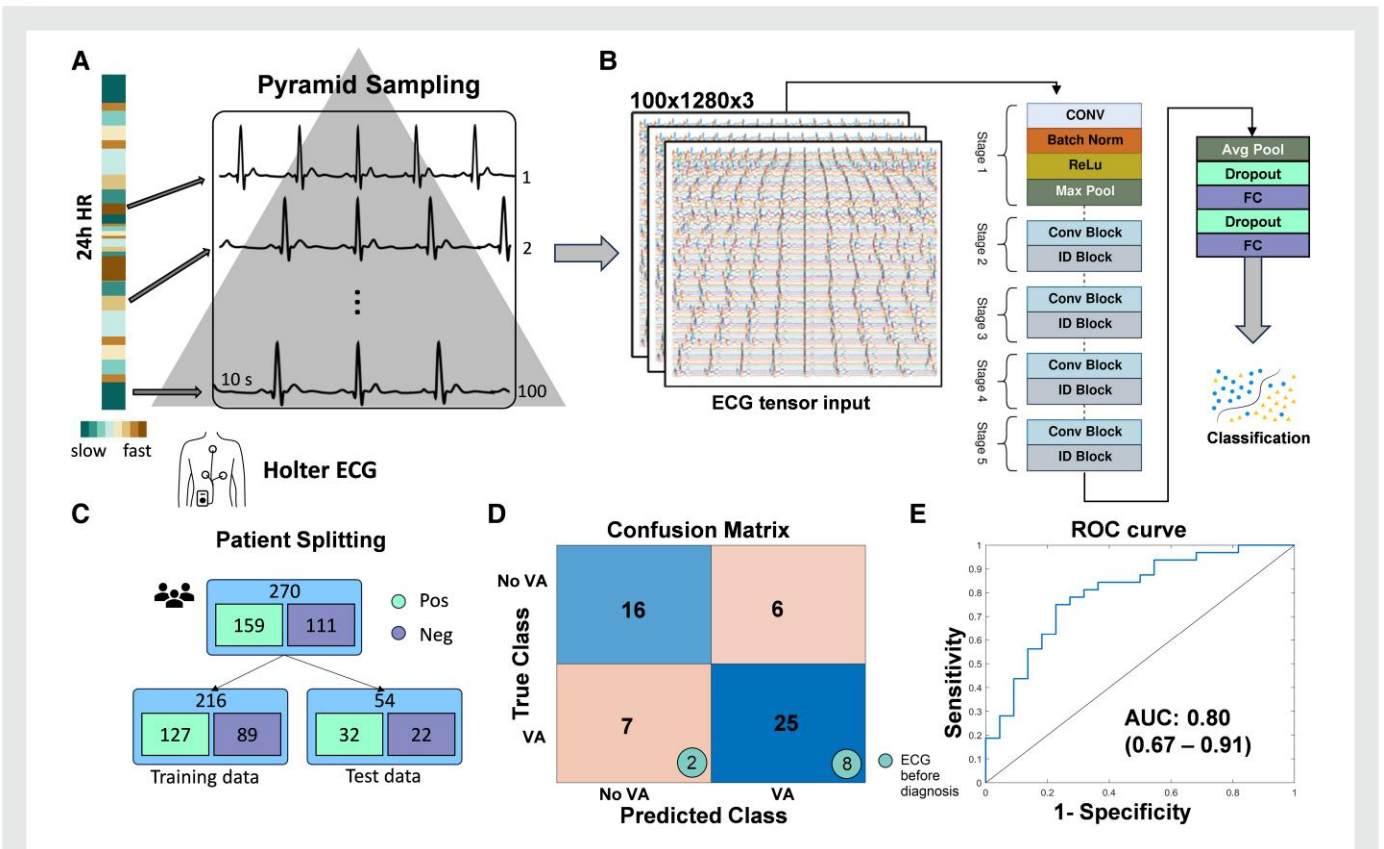 A
Pyramid Sampling
24h HR
1
2
10 s
100
slow fast
Holter ECG
B
100x1280x3
ECG tensor input
Stage 1
CONV
Batch Norm
ReLu
Max Pool
Stage 2
Conv Block
ID Block
Stage 3
Conv Block
ID Block
Stage 4
Conv Block
ID Block
Stage 5
Conv Block
ID Block
Avg Pool
Dropout
FC
Dropout
FC
Classification
C
Patient Splitting
270
159 111
Pos
Neg
216
127 89
Training data
54
32 22
Test data
D
Confusion Matrix
True Class
No VA
VA
16 6
7 25
2 8
No VA VA
Predicted Class
ECG
before
diagnosis
E
ROC curve
Sensitivity
1
0.9
0.8
0.7
0.6
0.5
0.4
0.3
0.2
0.1
0
0 0.2 0.4 0.6 0.8 1
AUC: 0.80
(0.67 – 0.91)
1- Specificity